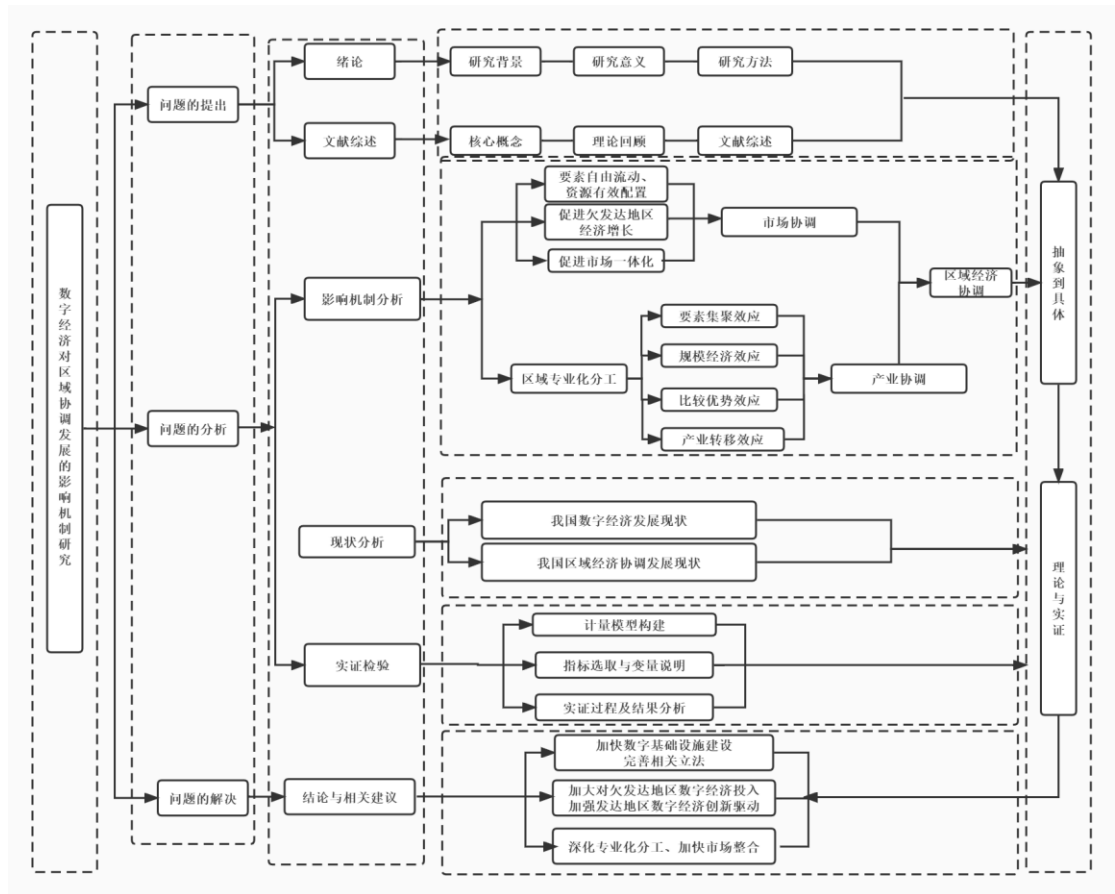 数字经济对区域协调发展的影响机制研究
问题的提出
绪论
研究背景
研究意义
研究方法
文献综述
核心概念
理论回顾
文献综述
问题的分析
影响机制分析
要素自由流动、
资源有效配置
促进欠发达地区
经济增长
促进市场一体化
市场协调
区域专业化分工
要素集聚效应
规模经济效应
比较优势效应
产业转移效应
产业协调
区域经济
协调
现状分析
我国数字经济发展现状
我国区域经济协调发展现状
实证检验
计量模型构建
指标选取与变量说明
实证过程及结果分析
问题的解决
结论与相关建议
加快数字基础设施建设
完善相关立法
加大对欠发达地区数字经济投入
加强发达地区数字经济创新驱动
深化专业化分工、加快市场整合
抽象到具体
理论与实证